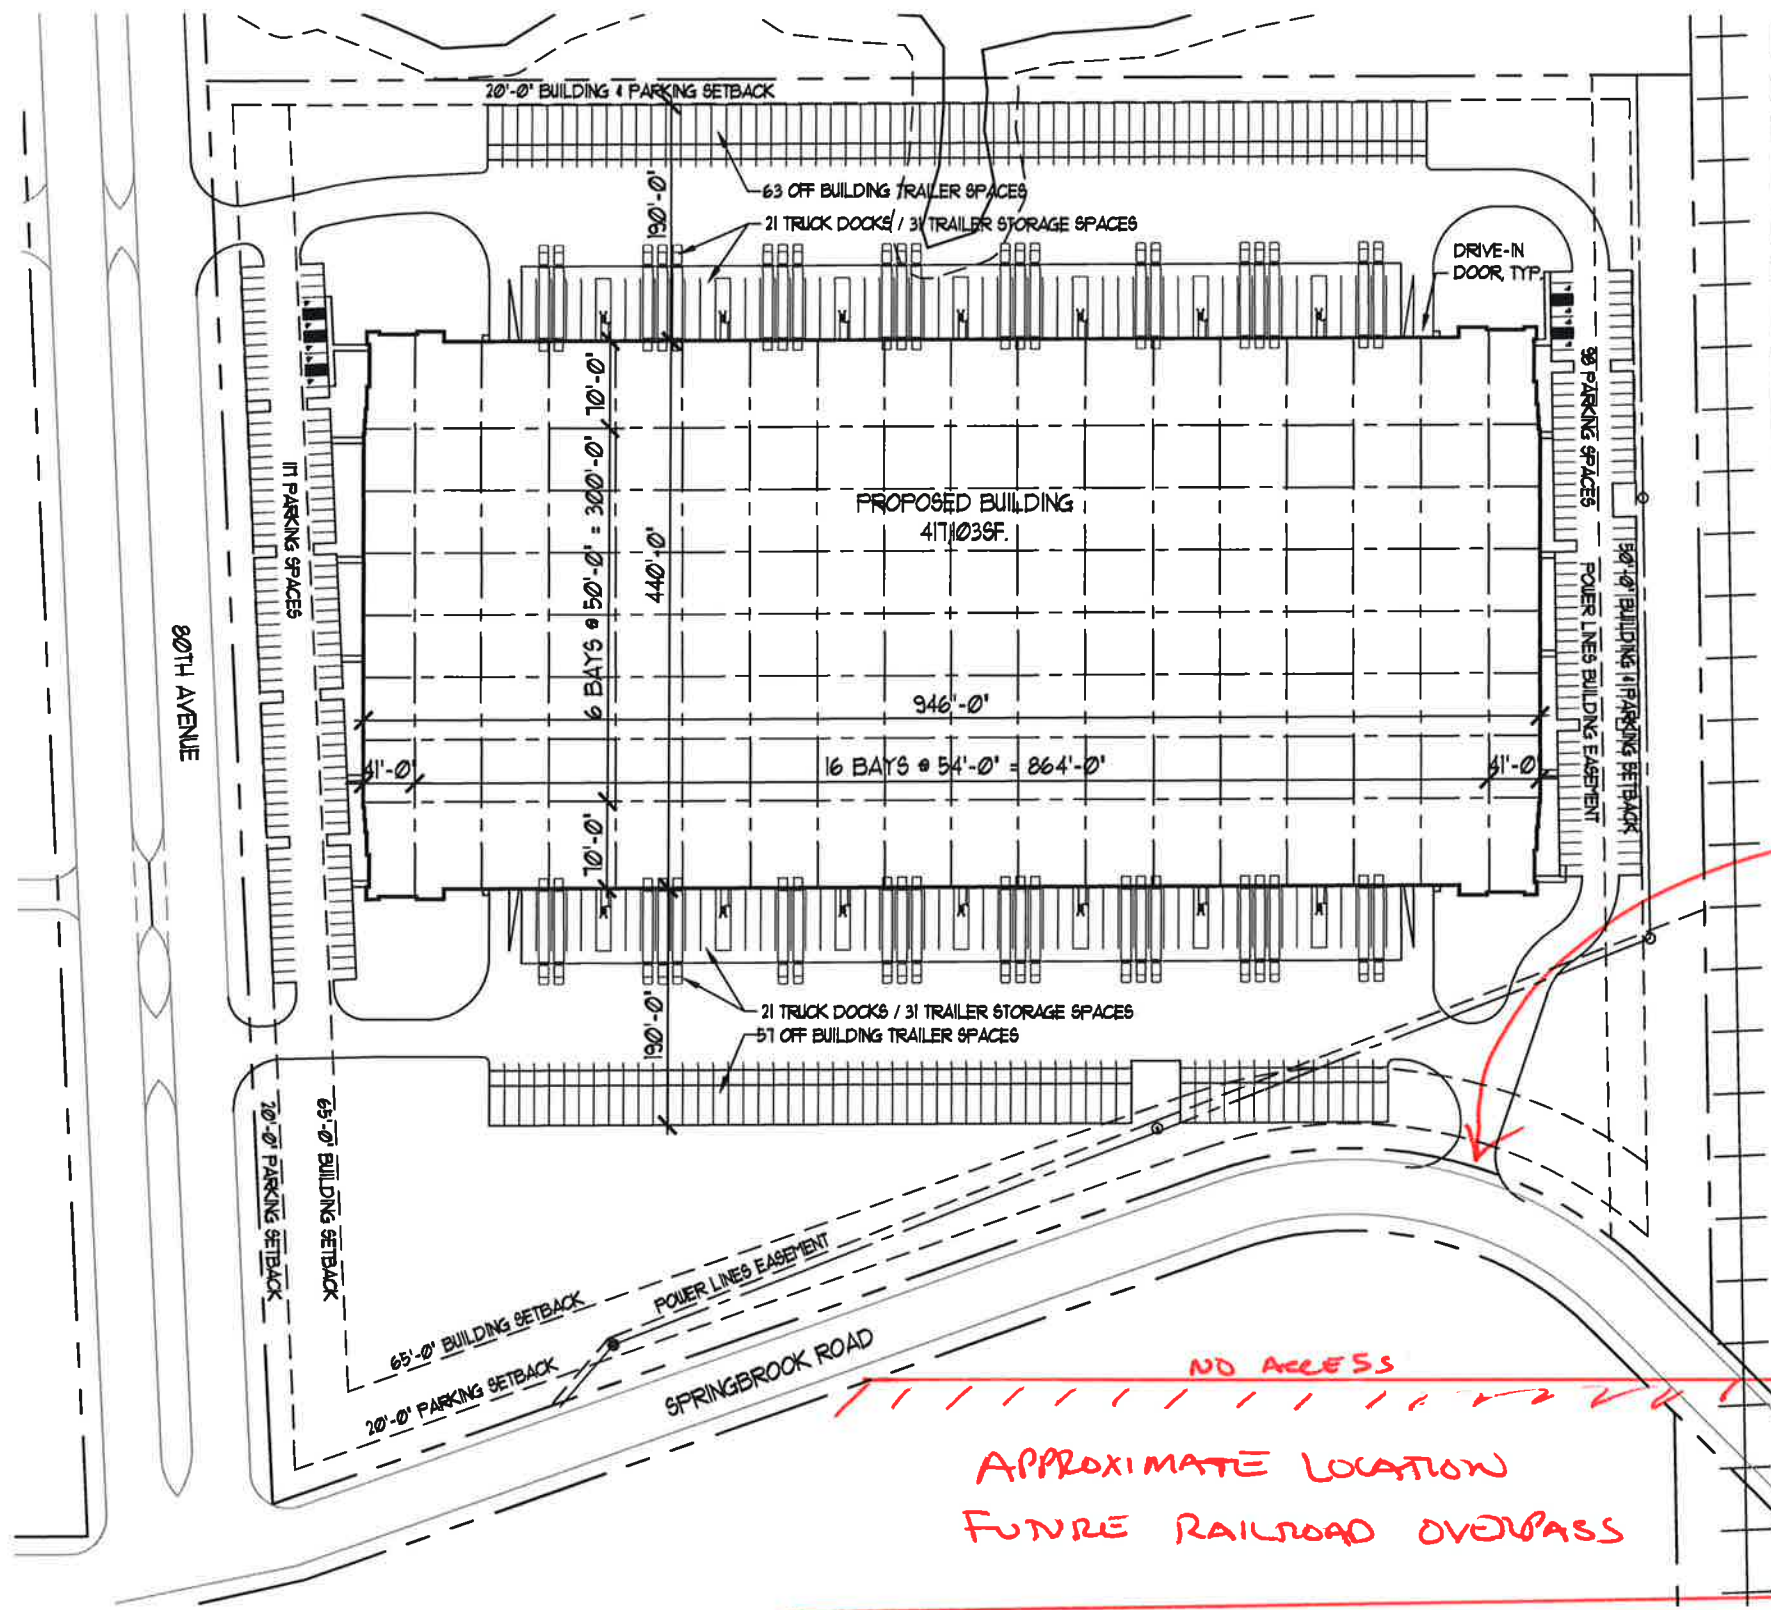 20'-0" BUILDING & PARKING SETBACK
63 OFF BUILDING TRAILER SPACES
21 TRUCK DOCKS / 31 TRAILER STORAGE SPACES
190'-0"
DRIVE-IN
DOOR, TYP.
70'-0"
6 BAYS @ 50'-0" = 300'-0"
440'-0"
PROPOSED BUILDING
417,103SF.
117 PARKING SPACES
98 PARKING SPACES
POWER LINES BUILDING EASEMENT
50'-0" BUILDING & PARKING SETBACK
80TH AVENUE
946'-0"
41'-0"
16 BAYS @ 54'-0" = 864'-0"
41'-0"
70'-0"
190'-0"
21 TRUCK DOCKS / 31 TRAILER STORAGE SPACES
57 OFF BUILDING TRAILER SPACES
20'-0" PARKING SETBACK
65'-0" BUILDING SETBACK
65'-0" BUILDING SETBACK
POWER LINES EASEMENT
20'-0" PARKING SETBACK
SPRINGBROOK ROAD
NO ACCESS
APPROXIMATE LOCATION
FUTURE RAILROAD OVERPASS